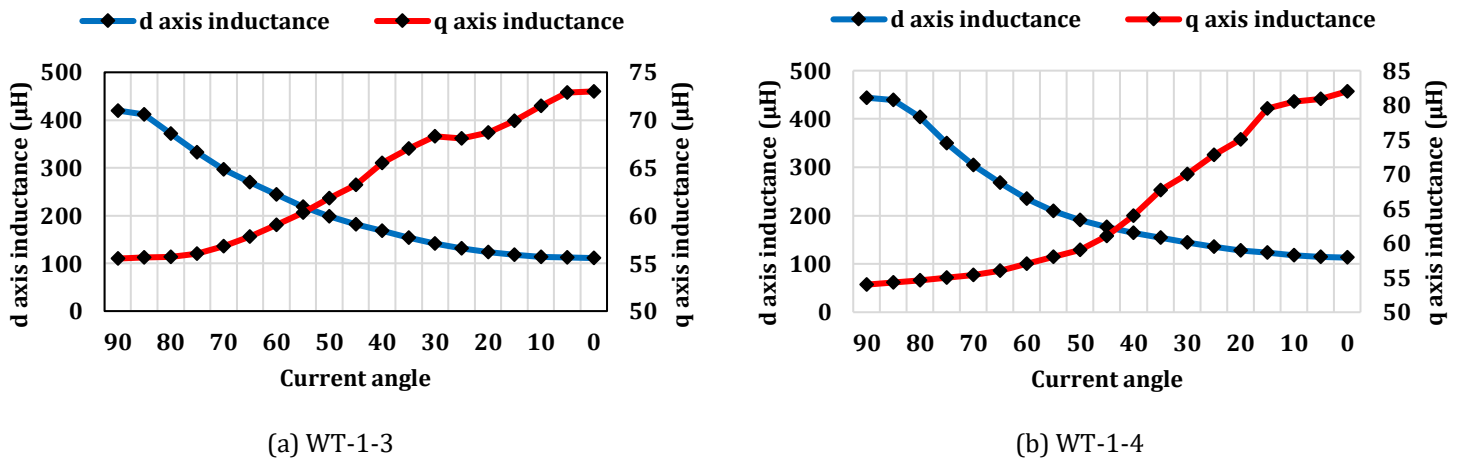 d axis inductance q axis inductance
d axis inductance (µH)
500
400
300
200
100
0
q axis inductance (µH)
75
70
65
60
55
50
90 80 70 60 50 40 30 20 10 0
Current angle
(a) WT-1-3
d axis inductance q axis inductance
d axis inductance (µH)
500
400
300
200
100
0
q axis inductance (µH)
85
80
75
70
65
60
55
50
90 80 70 60 50 40 30 20 10 0
Current angle
(b) WT-1-4